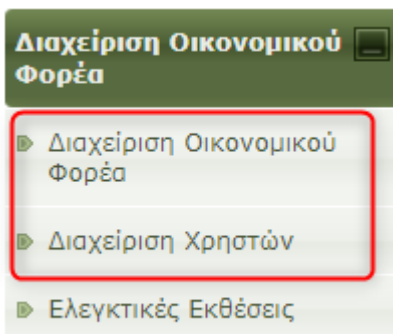 Διαχείριση Οικονομικού
Φορέα
Διαχείριση Οικονομικού
Φορέα
Διαχείριση Χρηστών
Ελεγκτικές Εκθέσεις